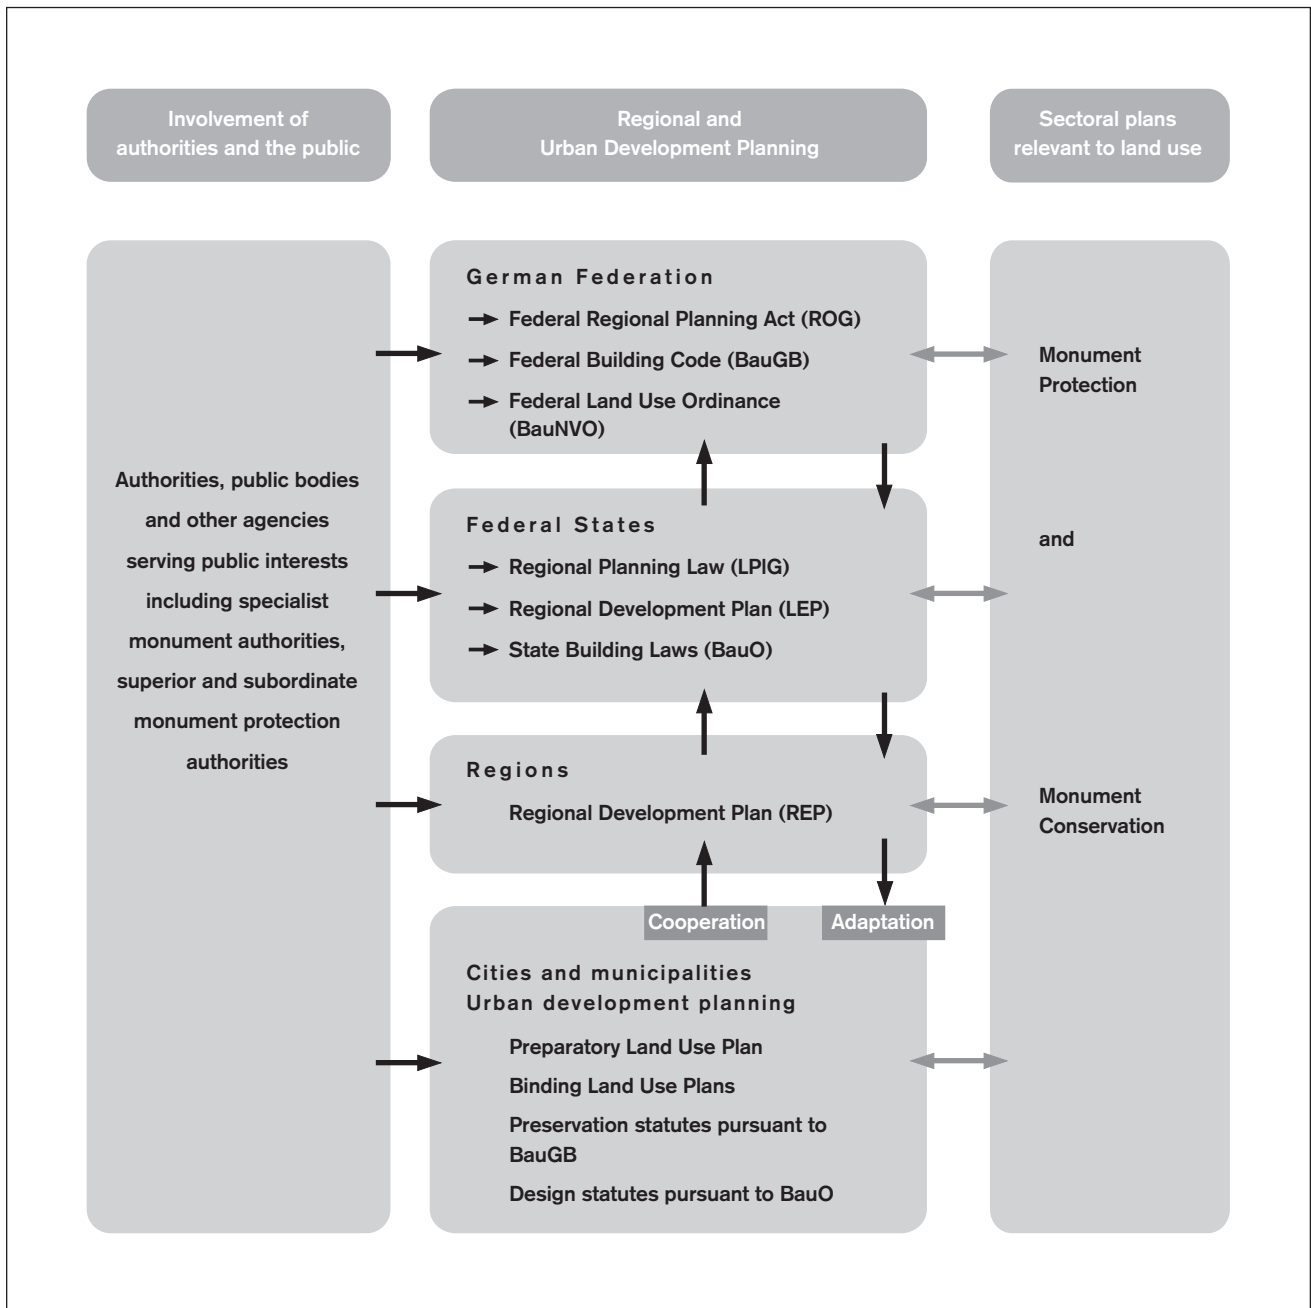 Involvement of
authorities and the public
Regional and
Urban Development Planning
Sectoral plans
relevant to land use
Authorities, public bodies
and other agencies
serving public interests
including specialist
monument authorities,
superior and subordinate
monument protection
authorities
German Federation
Federal Regional Planning Act (ROG)
Federal Building Code (BauGB)
Federal Land Use Ordinance
(BauNVO)
Federal States
Regional Planning Law (LPlG)
Regional Development Plan (LEP)
State Building Laws (BauO)
Regions
Regional Development Plan (REP)
Cooperation
Adaptation
Cities and municipalities
Urban development planning
Preparatory Land Use Plan
Binding Land Use Plans
Preservation statutes pursuant to
BauGB
Design statutes pursuant to BauO
Monument
Protection
and
Monument
Conservation